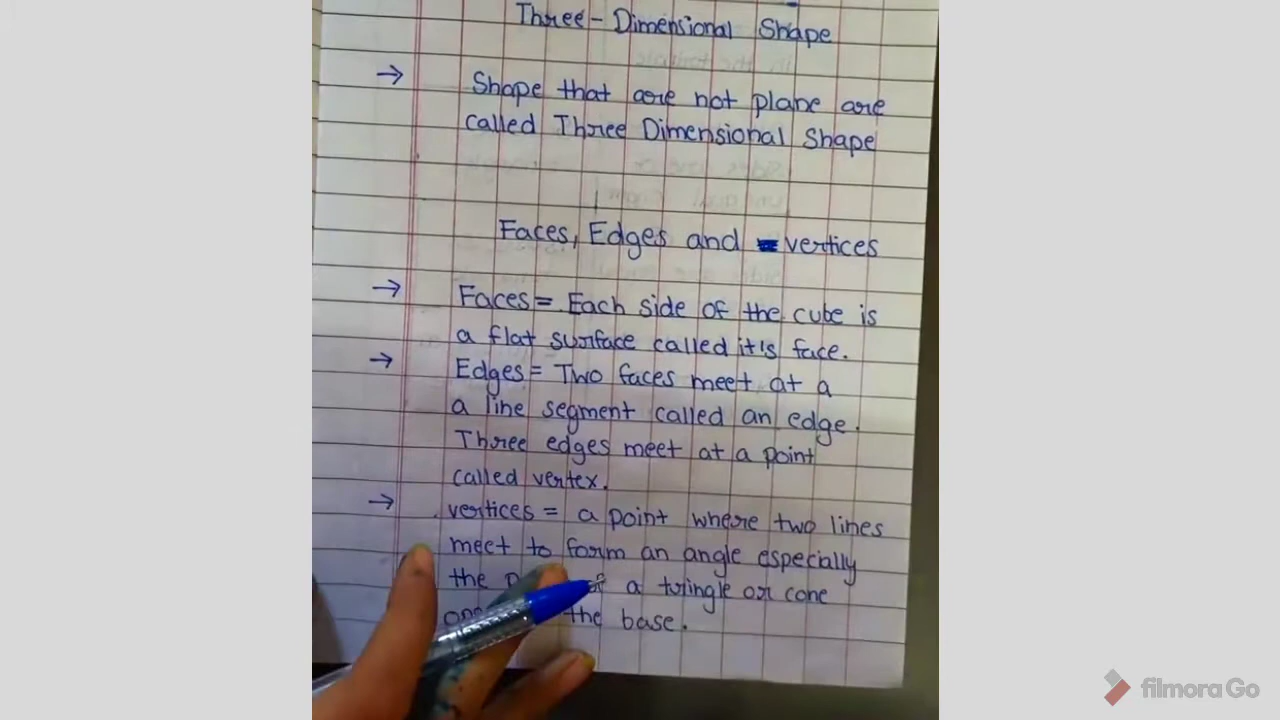 Three - Dimensional Shape
→ Shape that are not plane are
called Three Dimensional Shape
Faces, Edges and vertices
→ Faces = Each side of the cube is
a flat surface called it's face.
→ Edges = Two faces meet at a
a line segment called an edge.
Three edges meet at a point
called vertex.
→ vertices = a point where two lines
meet to form an angle especially
the of a tringle or cone
the base.
filmoraGo